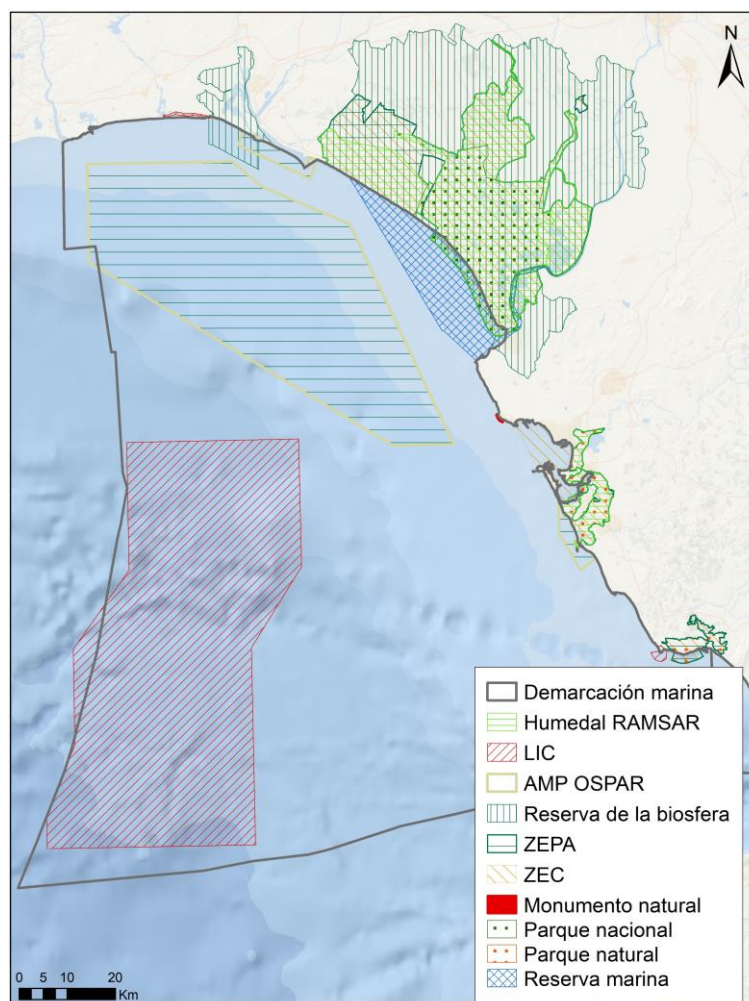 N
Demarcación marina
Humedal RAMSAR
LIC
AMP OSPAR
Reserva de la biosfera
ZEPA
ZEC
Monumento natural
Parque nacional
Parque natural
Reserva marina
0 5 10 20
Km